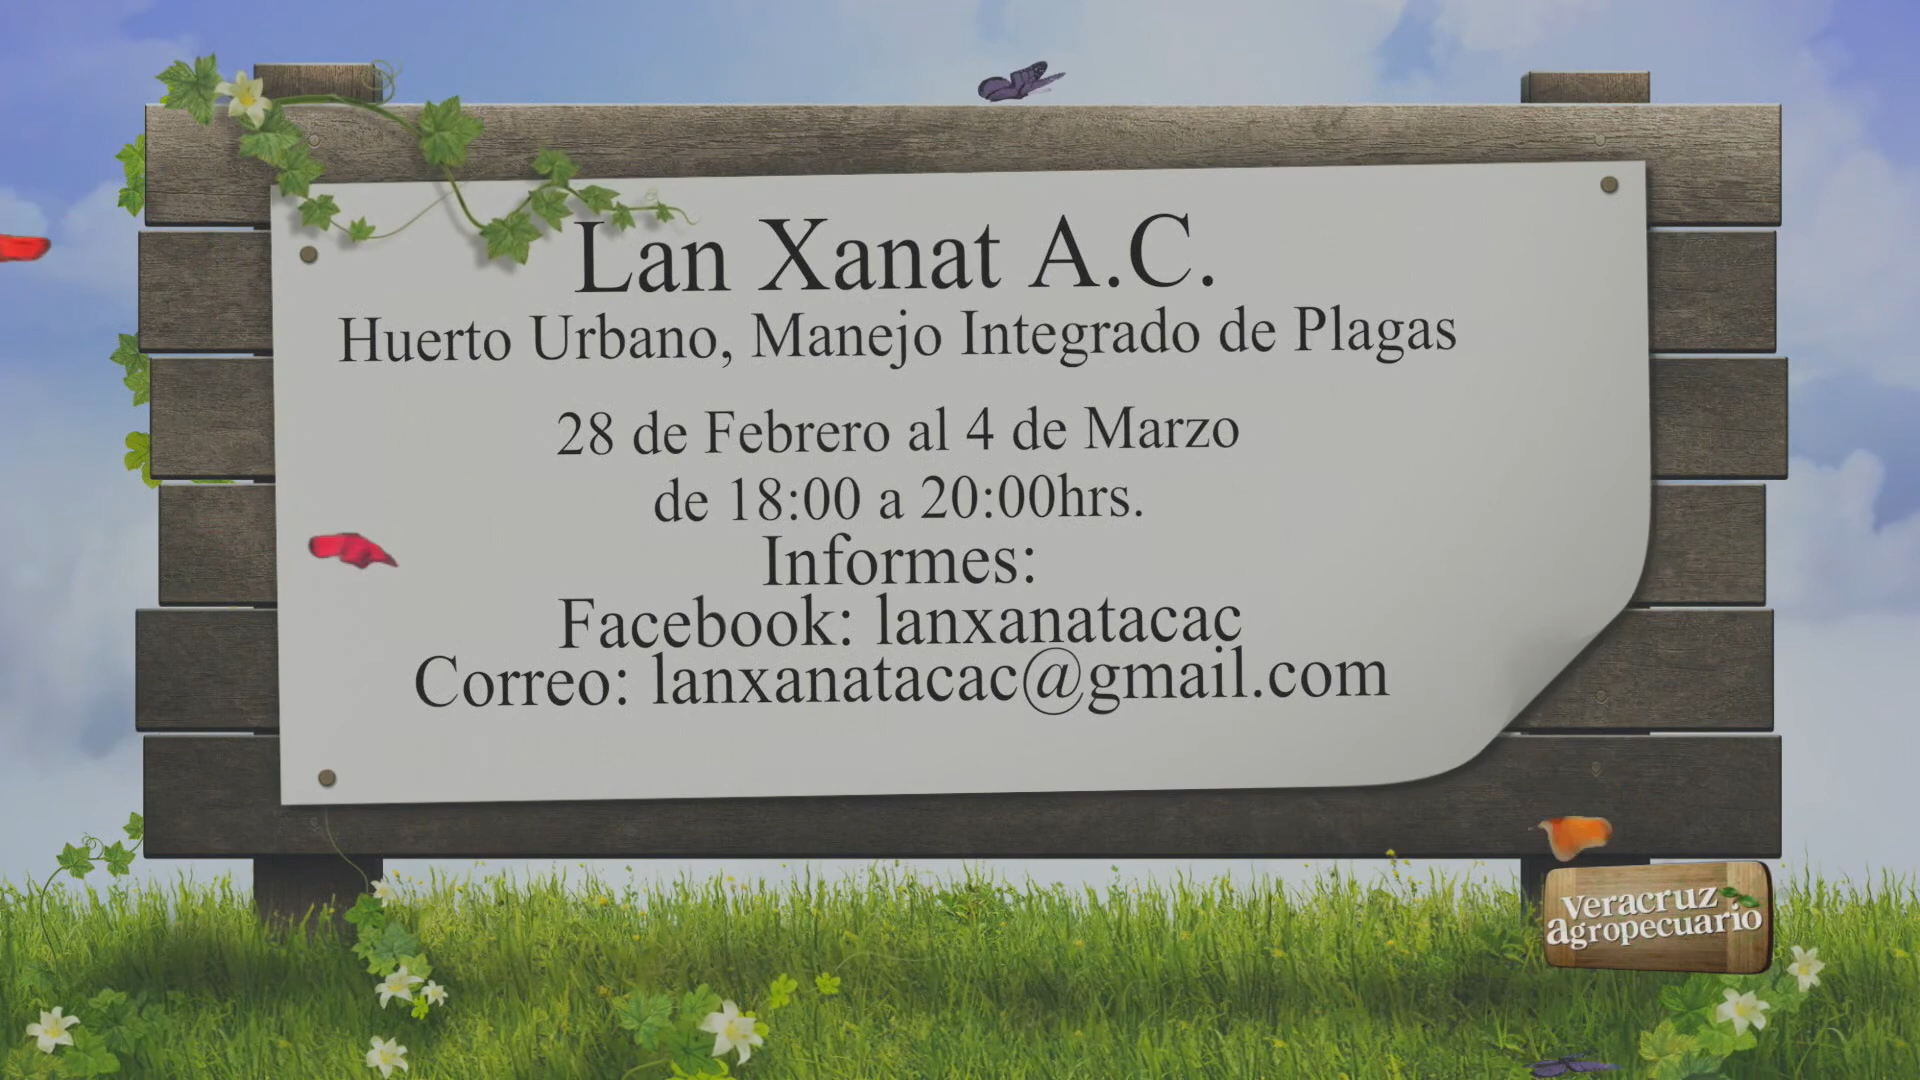 Lan Xanat A.C.
Huerto Urbano, Manejo Integrado de Plagas
28 de Febrero al 4 de Marzo
de 18:00 a 20:00hrs.
Informes:
Facebook: lanxanatacac
Correo: lanxanatacac@gmail.com
veracruz
agropecuario